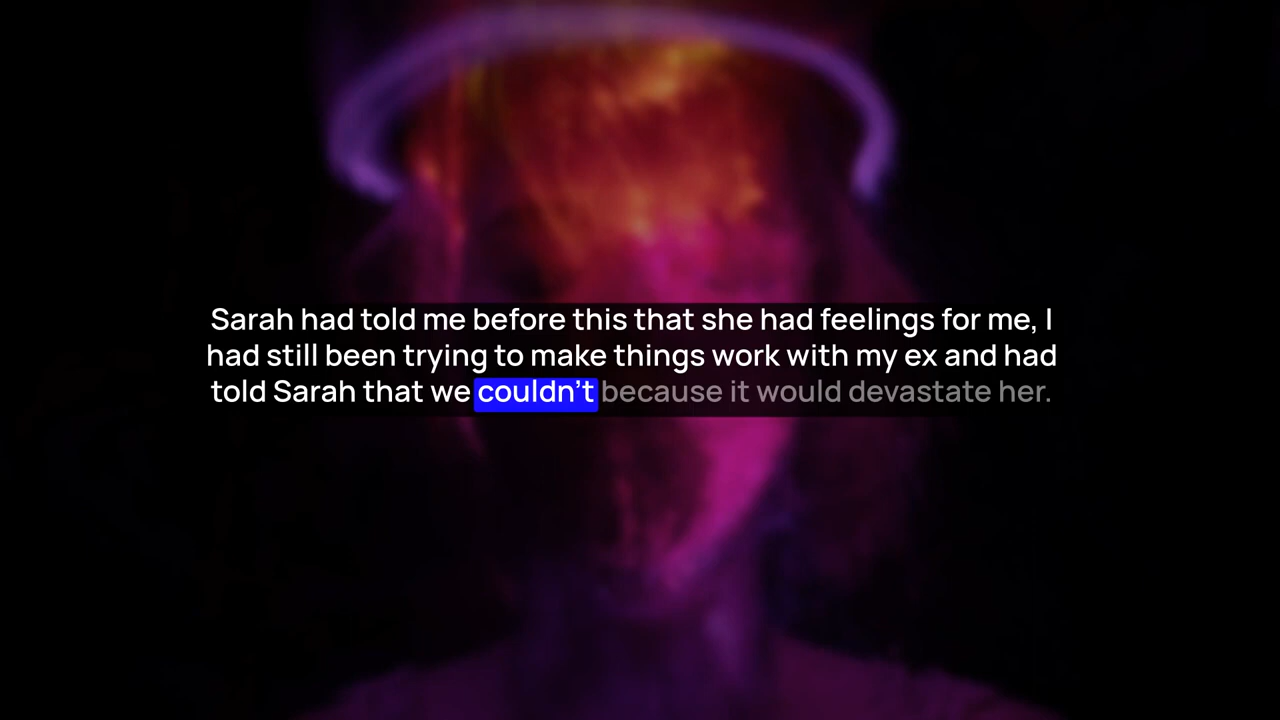 Sarah had told me before this that she had feelings for me, I
had still been trying to make things work with my ex and had
told Sarah that we couldn't because it would devastate her.